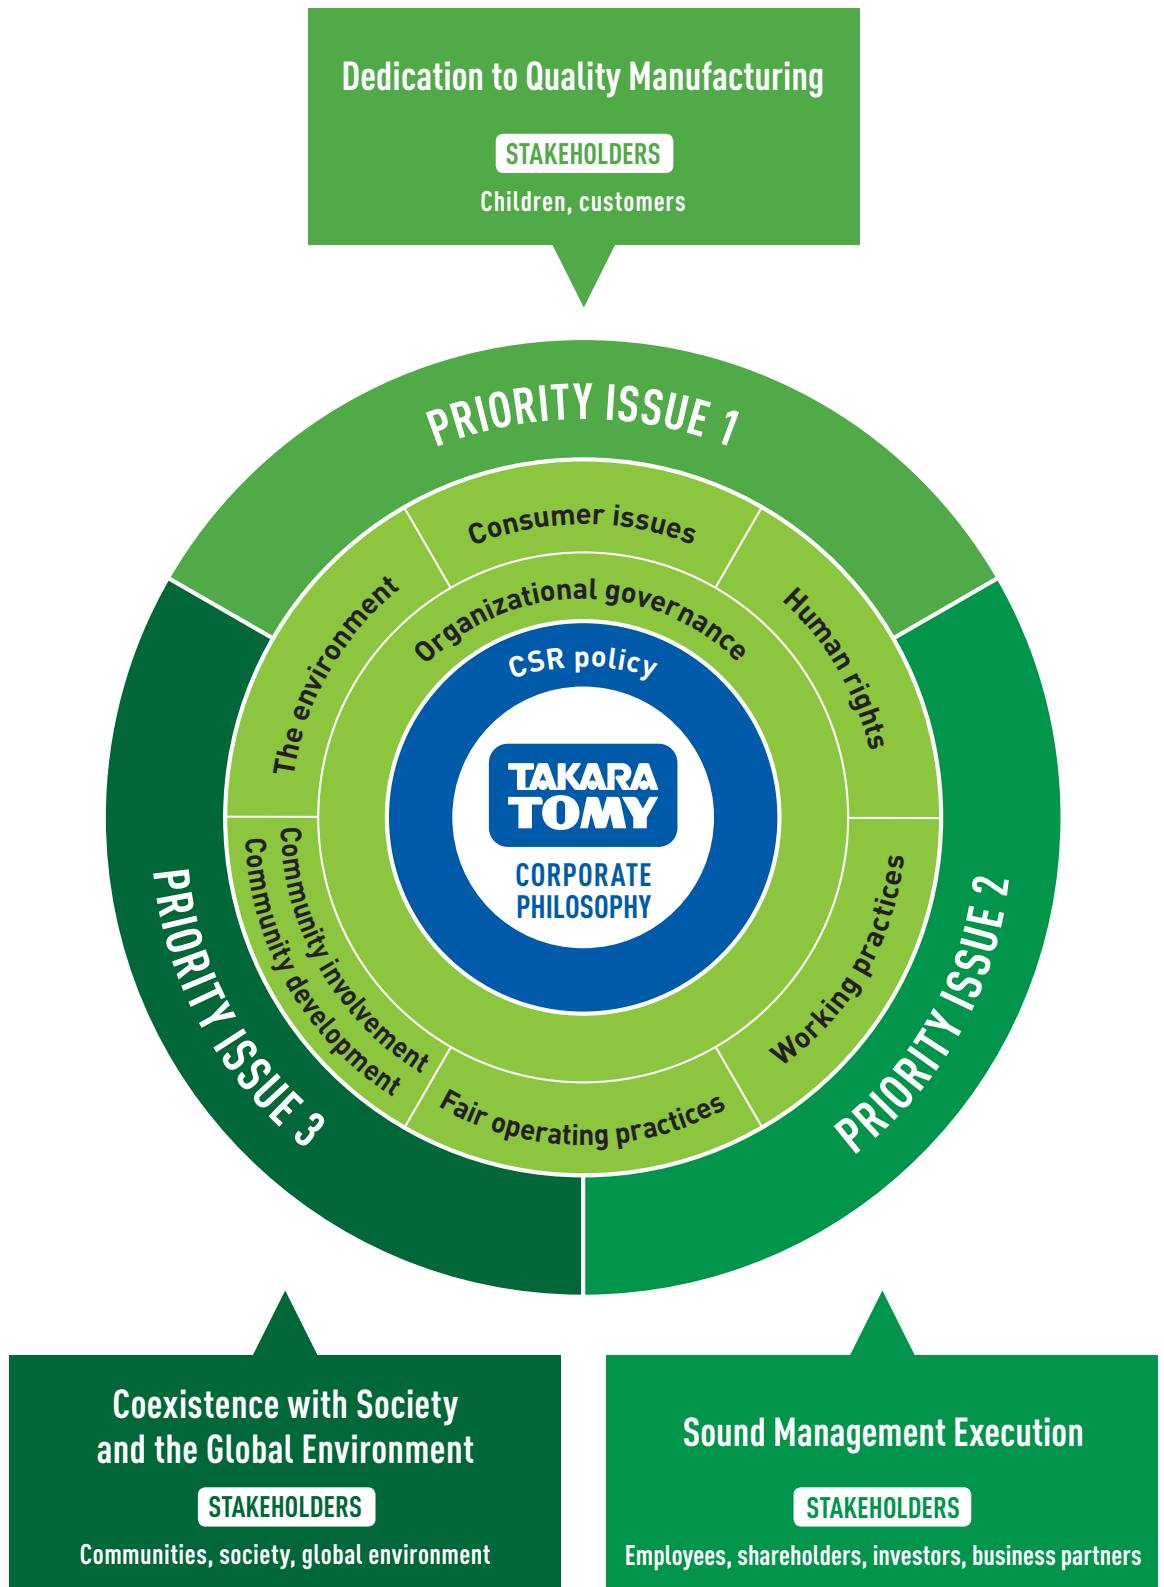 Dedication to Quality Manufacturing
STAKEHOLDERS
Children, customers
PRIORITY ISSUE 1
Consumer issues
Organizational governance
The environment
Human rights
CSR policy
TAKARA
TOMY
CORPORATE
PHILOSOPHY
Community involvement
Community development
Working practices
Fair operating practices
PRIORITY ISSUE 3
PRIORITY ISSUE 2
Coexistence with Society
and the Global Environment
STAKEHOLDERS
Communities, society, global environment
Sound Management Execution
STAKEHOLDERS
Employees, shareholders, investors, business partners